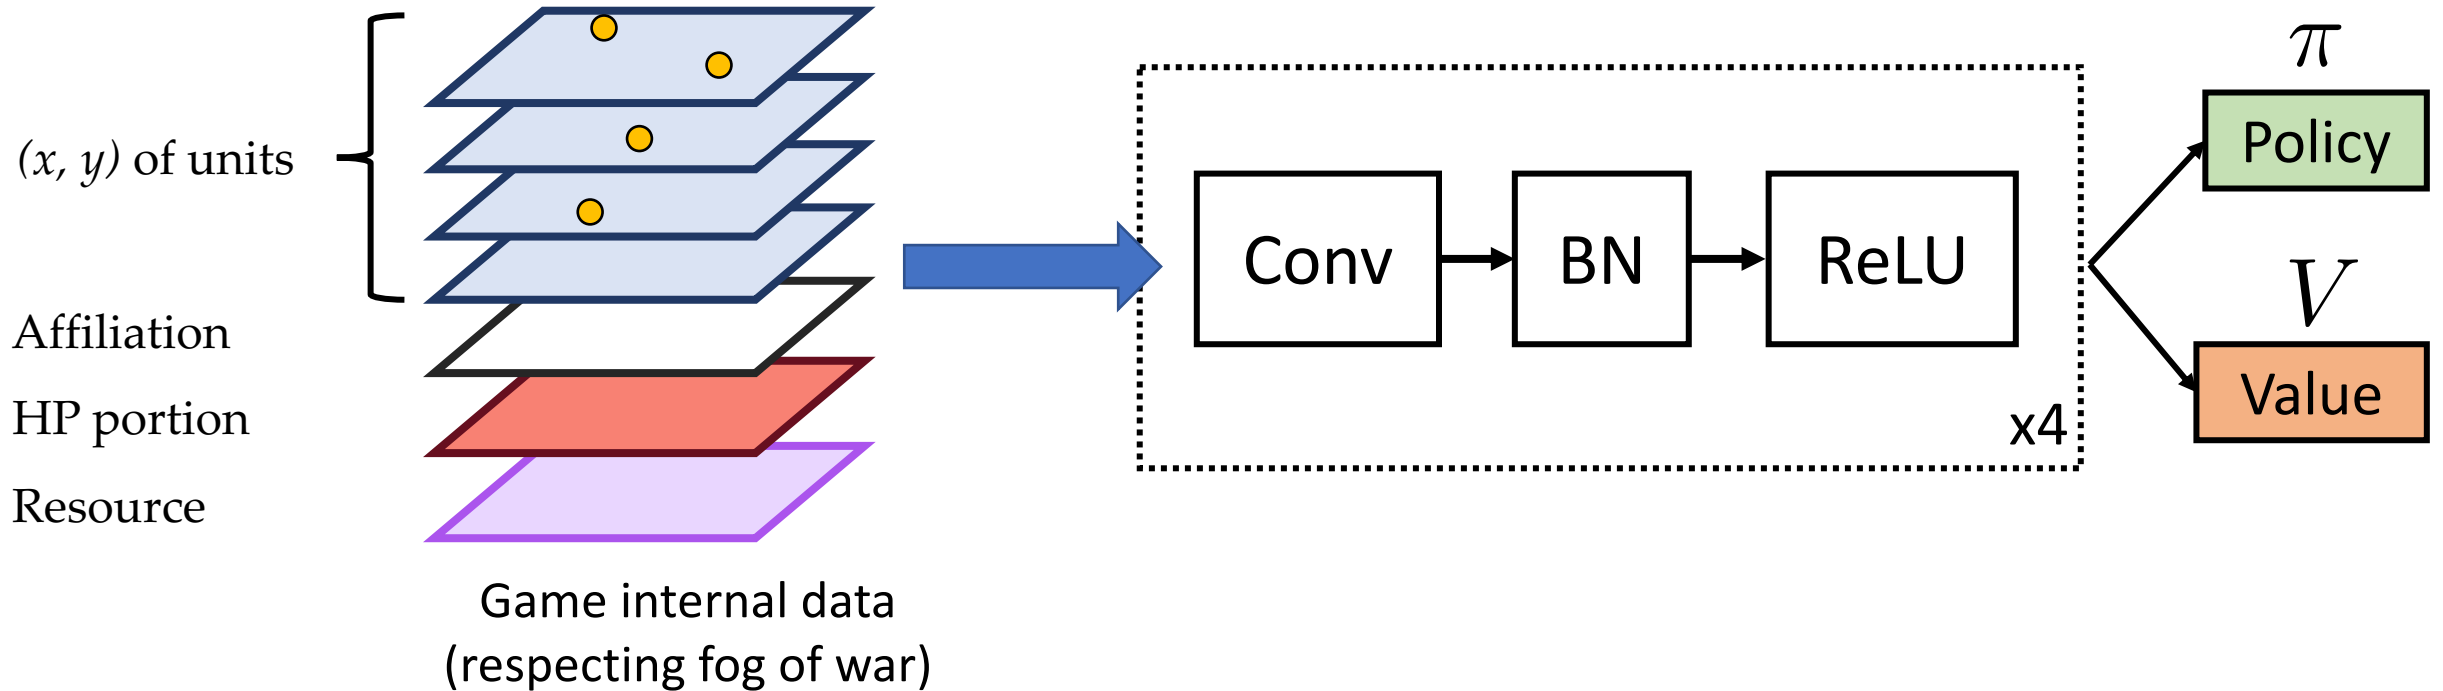 (x, y) of units
Affiliation
HP portion
Resource
Game internal data
(respecting fog of war)
Conv
BN
ReLU
x4
π
Policy
V
Value